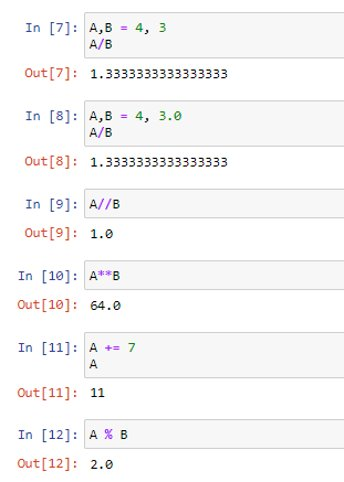 In [7]: A,B = 4, 3
A/B
Out[7]: 1.3333333333333333
In [8]: A,B = 4, 3.0
A/B
Out[8]: 1.3333333333333333
In [9]: A//B
Out[9]: 1.0
In [10]: A**B
Out[10]: 64.0
In [11]: A += 7
A
Out[11]: 11
In [12]: A % B
Out[12]: 2.0